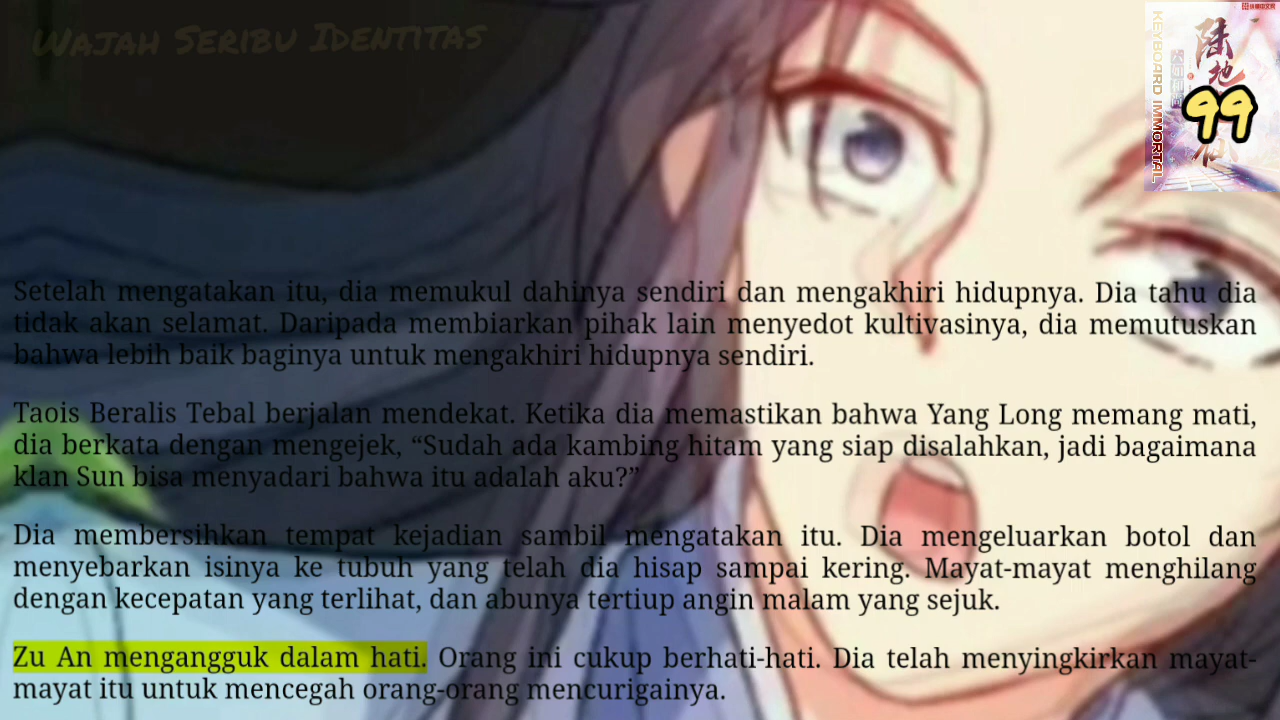 Wajah Seribu Identitas
KEYBOARD IMMORTAL
陆地
99
Setelah mengatakan itu, dia memukul dahinya sendiri dan mengakhiri hidupnya. Dia tahu dia
tidak akan selamat. Daripada membiarkan pihak lain menyedot kultivasinya, dia memutuskan
bahwa lebih baik baginya untuk mengakhiri hidupnya sendiri.
Taois Beralis Tebal berjalan mendekat. Ketika dia memastikan bahwa Yang Long memang mati,
dia berkata dengan mengejek, “Sudah ada kambing hitam yang siap disalahkan, jadi bagaimana
klan Sun bisa menyadari bahwa itu adalah aku?”
Dia membersihkan tempat kejadian sambil mengatakan itu. Dia mengeluarkan botol dan
menyebarkan isinya ke tubuh yang telah dia hisap sampai kering. Mayat-mayat menghilang
dengan kecepatan yang terlihat, dan abunya tertiup angin malam yang sejuk.
Zu An mengangguk dalam hati. Orang ini cukup berhati-hati. Dia telah menyingkirkan mayat-
mayat itu untuk mencegah orang-orang mencurigainya.